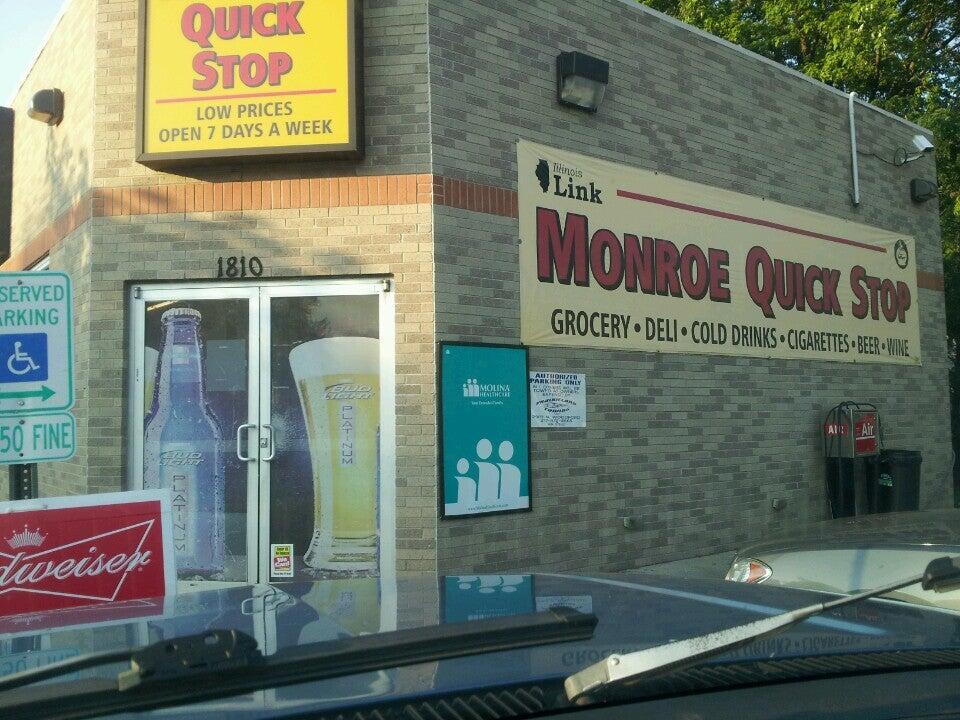 QUICK
STOP
LOW PRICES
OPEN 7 DAYS A WEEK
Illinois
Link
MONROE QUICK STOP
GROCERY • DELI • COLD DRINKS • CIGARETTES • BEER • WINE
1810
SERVED
ARKING
50 FINE
BUD
LIGHT
PLATINUM
BUD
LIGHT
PLATINUM
MOLINA
HEALTHCARE
AUTHORIZED
PARKING ONLY
AIR
Air
dweiser